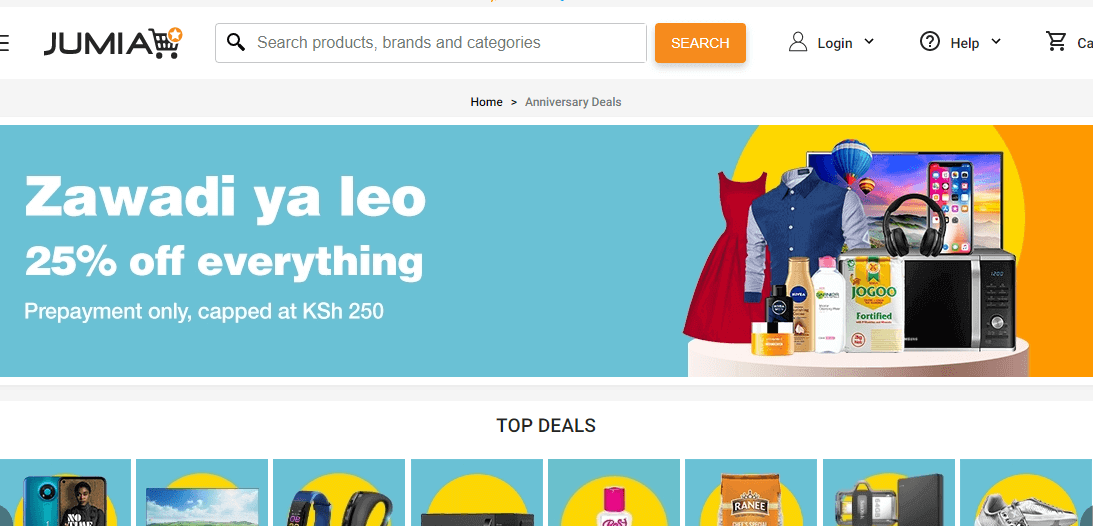 JUMIA
Search products, brands and categories
SEARCH
Login
Help
Ca
Home > Anniversary Deals
Zawadi ya leo
25% off everything
Prepayment only, capped at KSh 250
NIVEA
GARNIER
JOGOO
Fortified
TOP DEALS
NO
TIME
RANEE